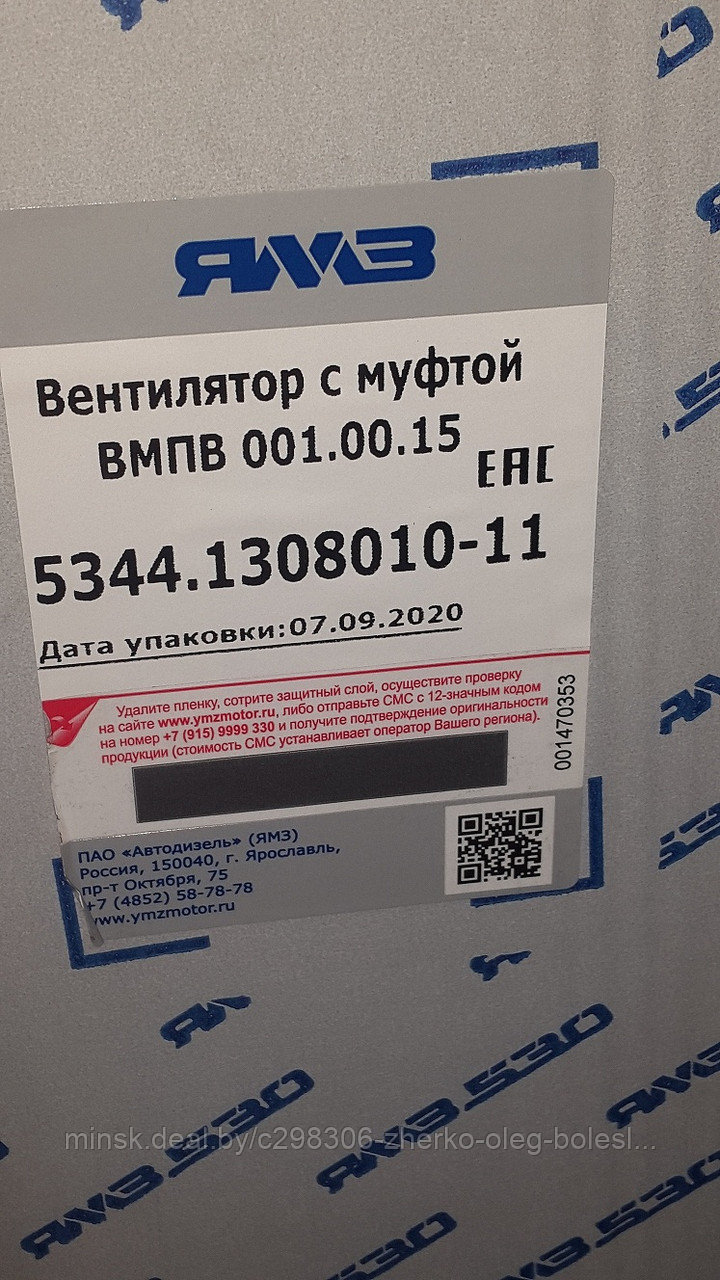 ЯМЗ
Вентилятор с муфтой
ВМПВ 001.00.15
ЕАС
5344.1308010-11
Дата упаковки:07.09.2020
Удалите пленку, сотрите защитный слой, осуществите проверку
на сайте www.ymzmotor.ru, либо отправьте СМС с 12-значным кодом
на номер +7 (915) 9999 330 и получите подтверждение оригинальности
продукции (стоимость СМС устанавливает оператор Вашего региона).
001470353
ПАО «Автодизель» (ЯМЗ)
Россия, 150040, г. Ярославль,
пр-т Октября, 75
+7 (4852) 58-78-78
www.ymzmotor.ru
ЯМЗ 530
ЯМЗ 530
minsk.deal.by/c298306-zherko-oleg-bolesl...